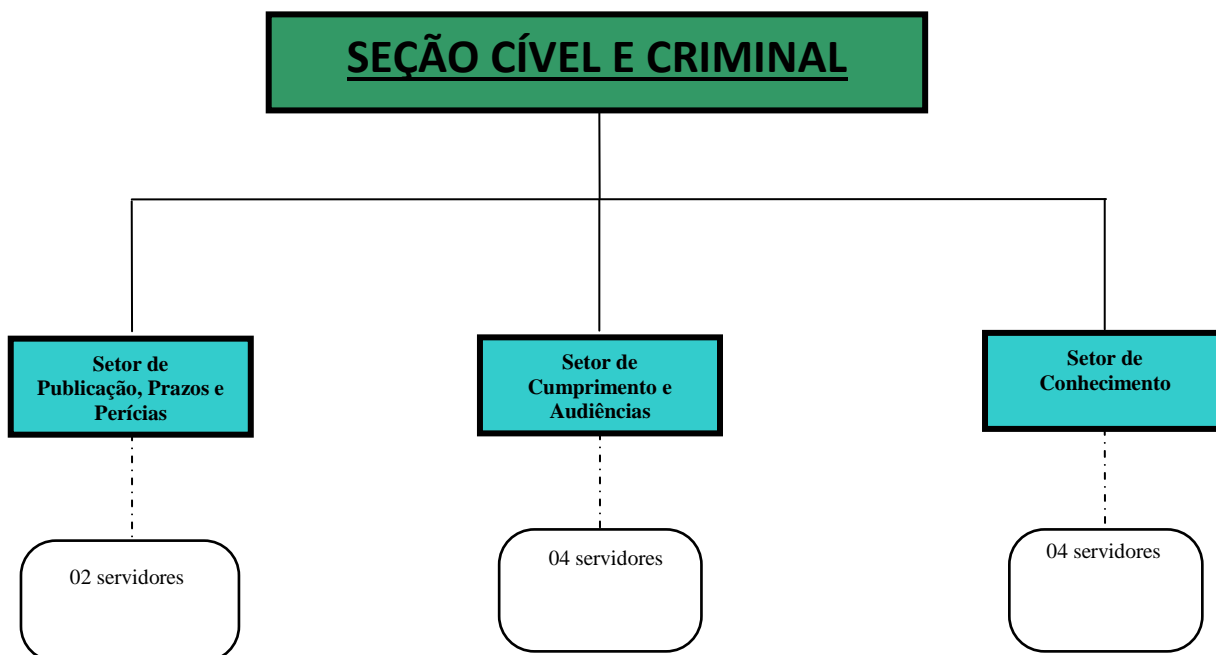 SEÇÃO CÍVEL E CRIMINAL
Setor de
Publicação, Prazos e
Perícias
Setor de
Cumprimento e
Audiências
Setor de
Conhecimento
02 servidores
04 servidores
04 servidores